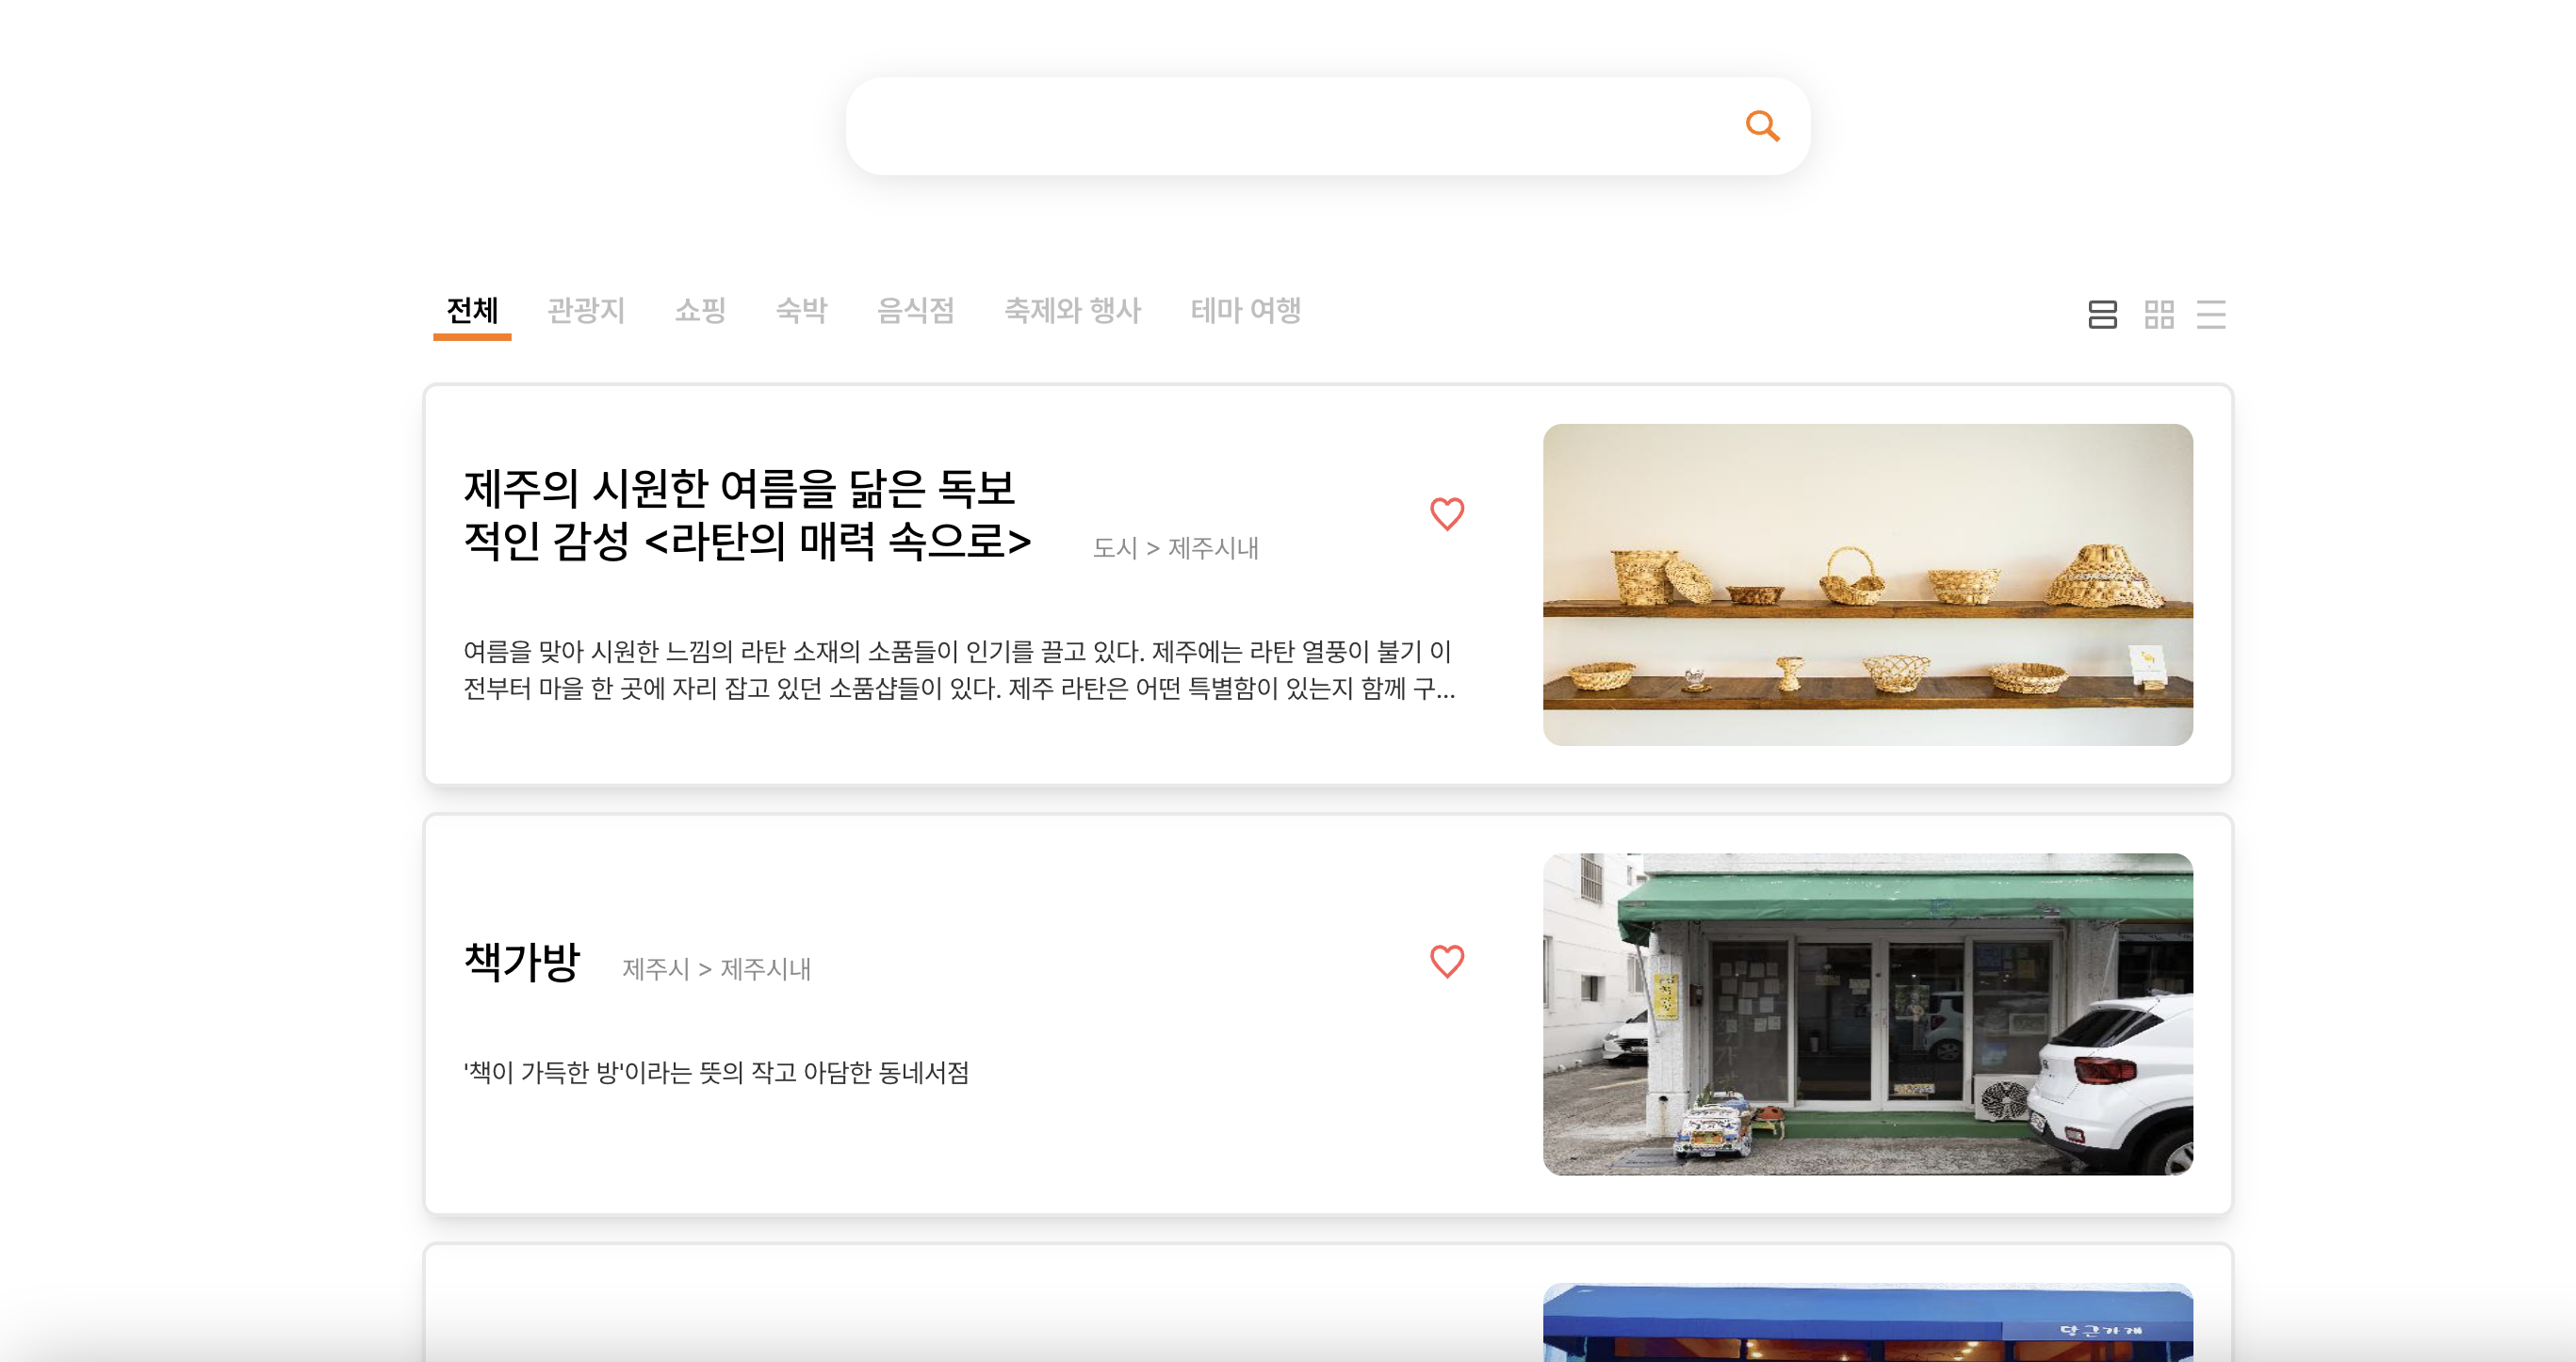 전체 관광지 쇼핑 숙박 음식점 축제와 행사 테마 여행
제주의 시원한 여름을 닮은 독보
적인 감성 <라탄의 매력 속으로> 도시 > 제주시내
여름을 맞아 시원한 느낌의 라탄 소재의 소품들이 인기를 끌고 있다. 제주에는 라탄 열풍이 불기 이
전부터 마을 한 곳에 자리 잡고 있던 소품샵들이 있다. 제주 라탄은 어떤 특별함이 있는지 함께 구...
책가방 제주시 > 제주시내
'책이 가득한 방'이라는 뜻의 작고 아담한 동네서점
당근가게